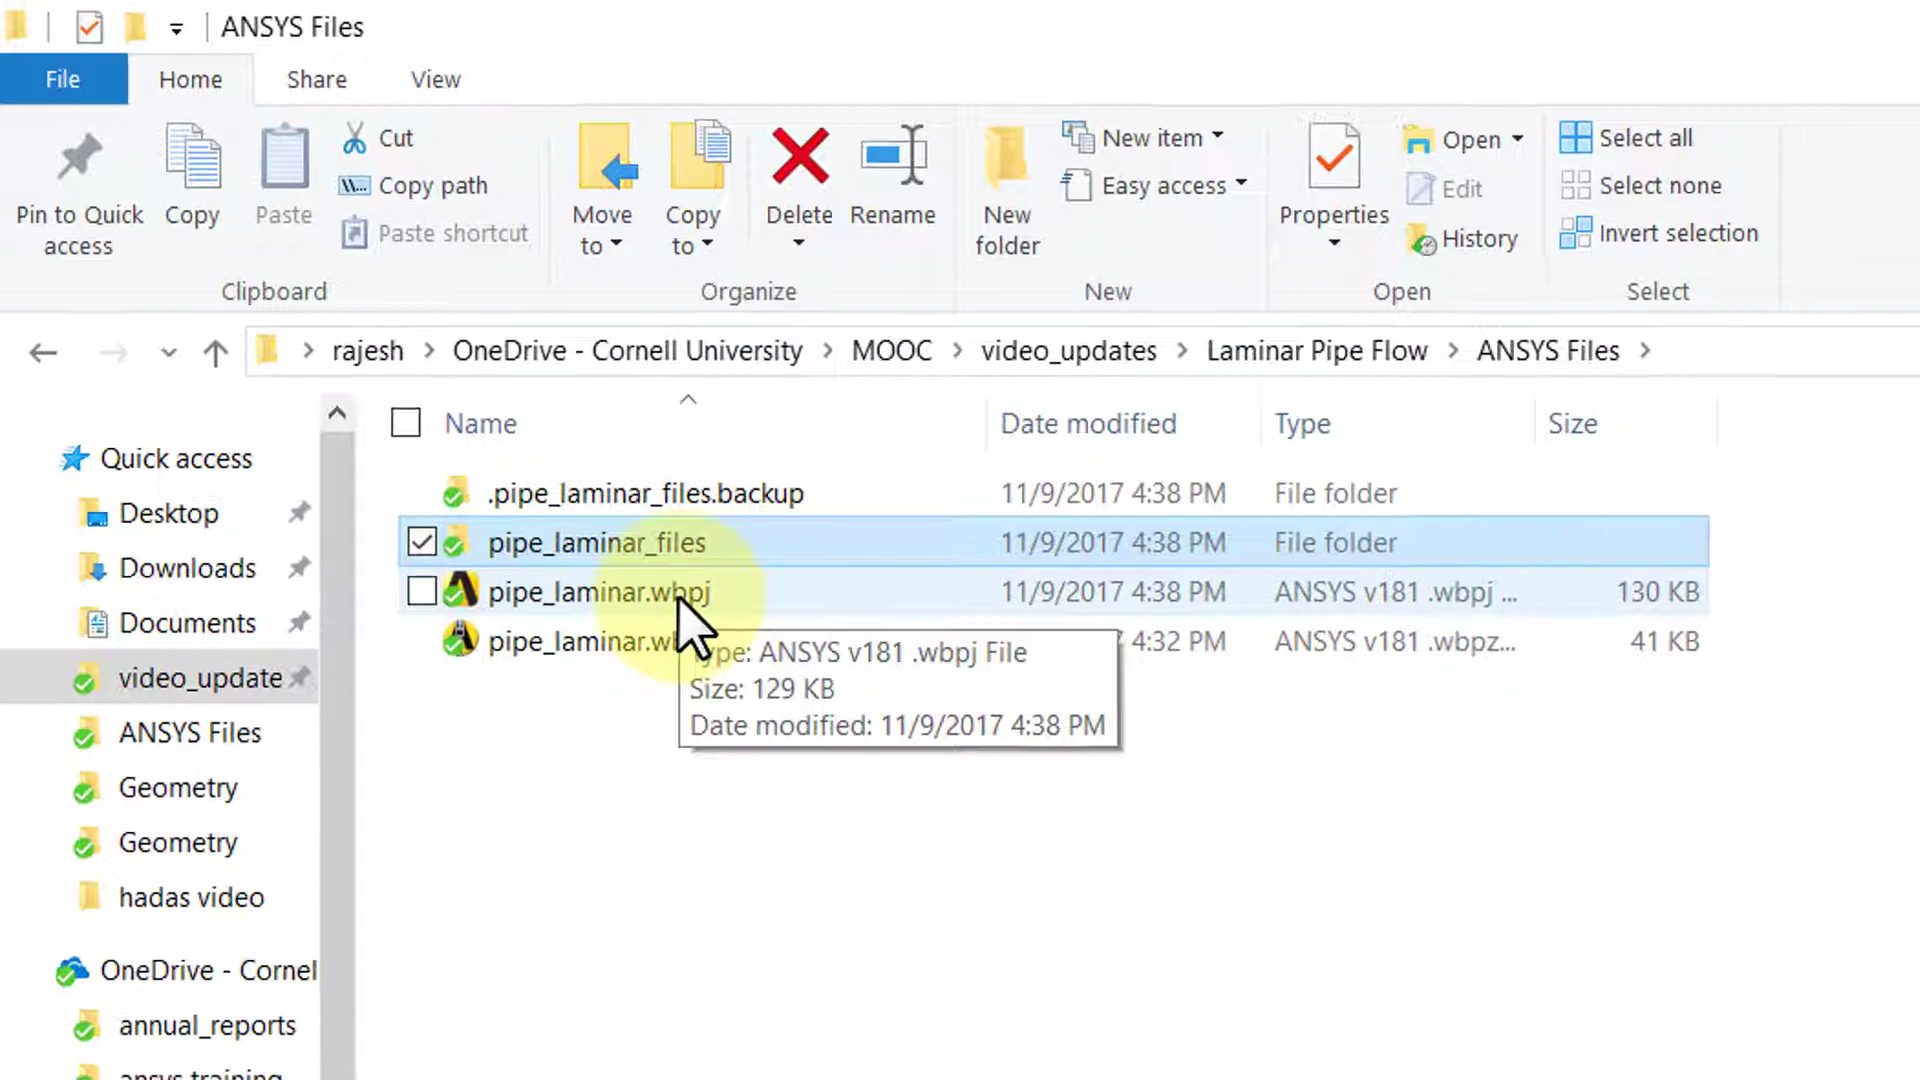 ANSYS Files
File Home Share View
Pin to Quick access
Copy
Paste
Cut
Copy path
Paste shortcut
Clipboard
Move to
Copy to
Delete
Rename
Organize
New folder
New item
Easy access
New
Properties
Open
Edit
History
Open
Select all
Select none
Invert selection
Select
rajesh OneDrive - Cornell University MOOC video_updates Laminar Pipe Flow ANSYS Files
Name Date modified Type Size
.pipe_laminar_files.backup 11/9/2017 4:38 PM File folder
pipe_laminar_files 11/9/2017 4:38 PM File folder
pipe_laminar.wbpj 11/9/2017 4:38 PM ANSYS v181 .wbpj ... 130 KB
4:32 PM ANSYS v181 .wbpz... 41 KB
ANSYS v181 .wbpj File
Size: 129 KB
Date modified: 11/9/2017 4:38 PM
Quick access
Desktop
Downloads
Documents
video_update
ANSYS Files
Geometry
Geometry
hadas video
OneDrive - Cornel
annual_reports
ansys training